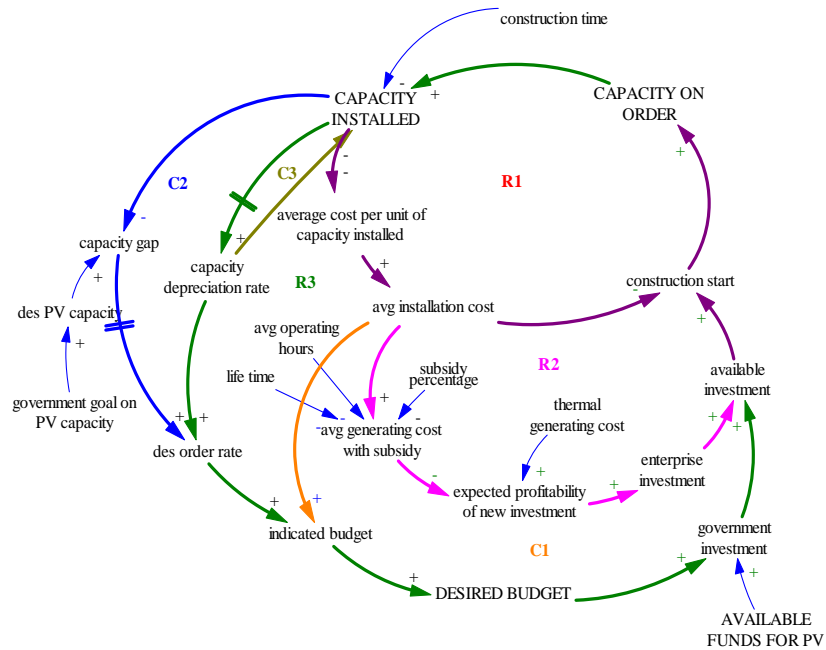 construction time
-
+
CAPACITY
INSTALLED
CAPACITY ON
ORDER
+
C2
C3
R1
-
-
-
capacity gap
+
average cost per unit of
capacity installed
+
capacity
depreciation rate
R3
+
construction start
-
des PV capacity
+
avg installation cost
+
avg operating
hours
R2
available
investment
life time
subsidy
percentage
government goal on
PV capacity
+
thermal
generating cost
+
+
+
+
-
-
-avg generating cost
with subsidy
des order rate
enterprise
investment
-
+
+
expected profitability
of new investment
+
+
indicated budget
C1
government
investment
+
+
+
DESIRED BUDGET
AVAILABLE
FUNDS FOR PV